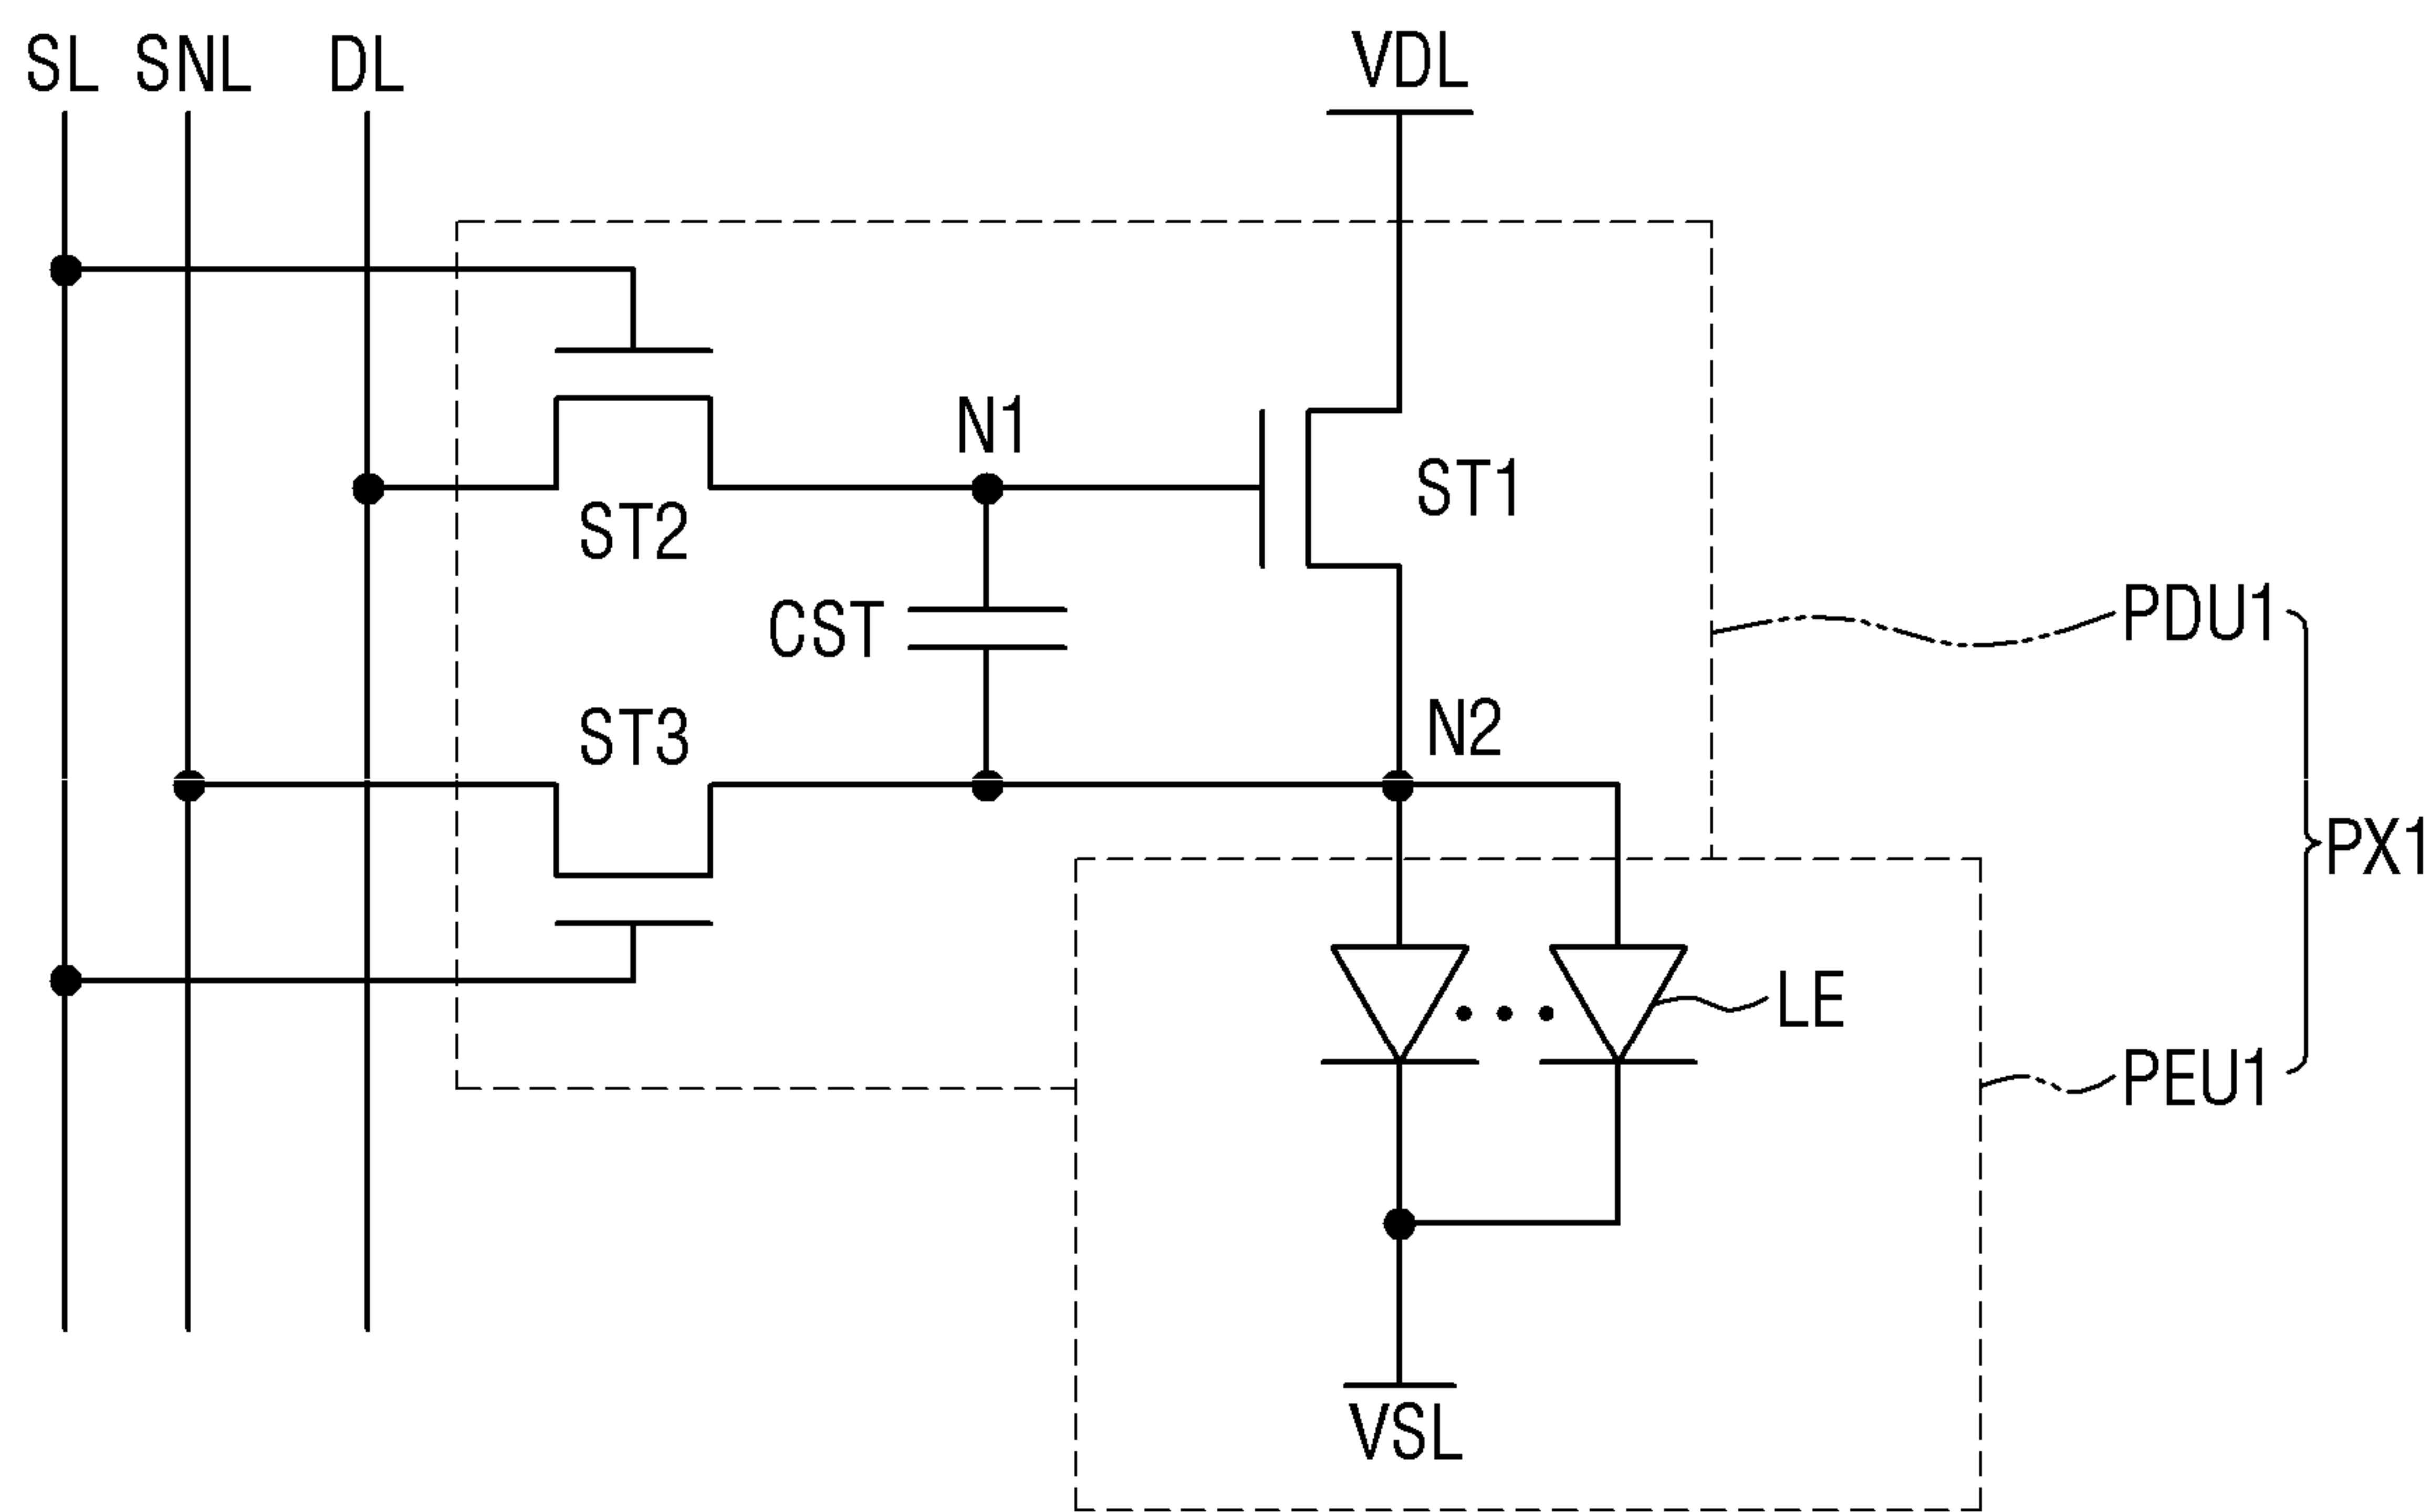 SL SNL DL VDL
N1
ST1
ST2
PDU1
CST
ST3
N2
PX1
LE
PEU1
VSL